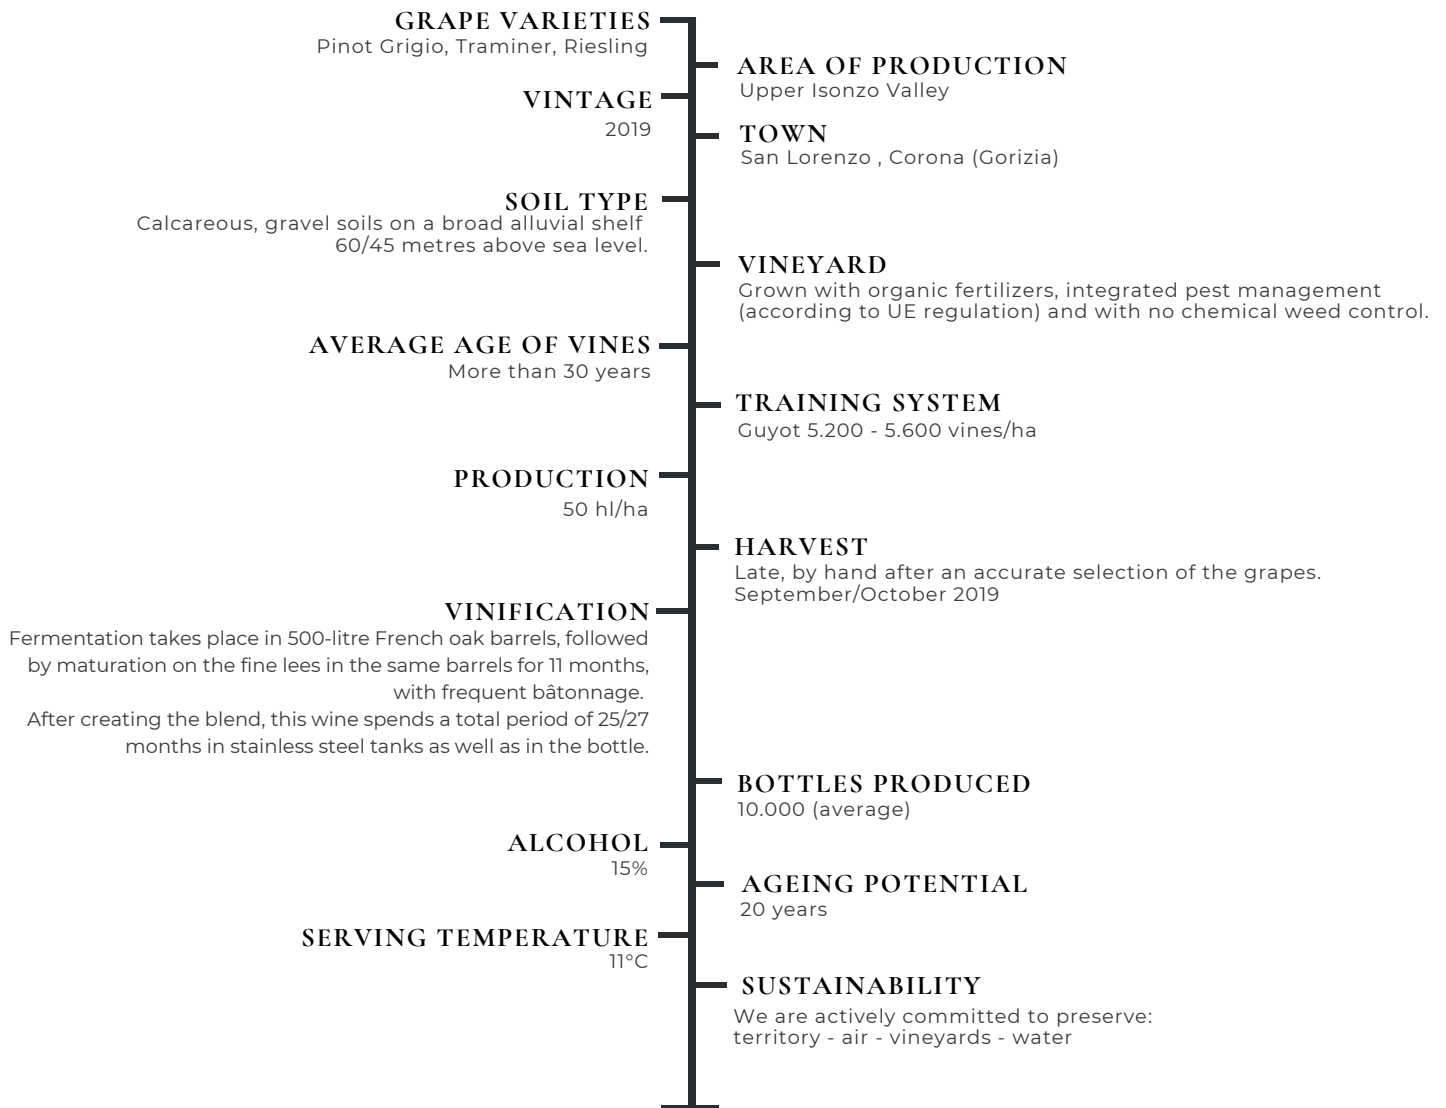 GRAPE VARIETIES
Pinot Grigio, Traminer, Riesling
AREA OF PRODUCTION
Upper Isonzo Valley
VINTAGE
2019
TOWN
San Lorenzo , Corona (Gorizia)
SOIL TYPE
Calcareous, gravel soils on a broad alluvial shelf
60/45 metres above sea level.
VINEYARD
Grown with organic fertilizers, integrated pest management
(according to UE regulation) and with no chemical weed control.
AVERAGE AGE OF VINES
More than 30 years
TRAINING SYSTEM
Guyot 5.200 - 5.600 vines/ha
PRODUCTION
50 hl/ha
HARVEST
Late, by hand after an accurate selection of the grapes.
September/October 2019
VINIFICATION
Fermentation takes place in 500-litre French oak barrels, followed
by maturation on the fine lees in the same barrels for 11 months,
with frequent bâtonnage.
After creating the blend, this wine spends a total period of 25/27
months in stainless steel tanks as well as in the bottle.
BOTTLES PRODUCED
10.000 (average)
ALCOHOL
15%
AGEING POTENTIAL
20 years
SERVING TEMPERATURE
11°C
SUSTAINABILITY
We are actively committed to preserve:
territory - air - vineyards - water